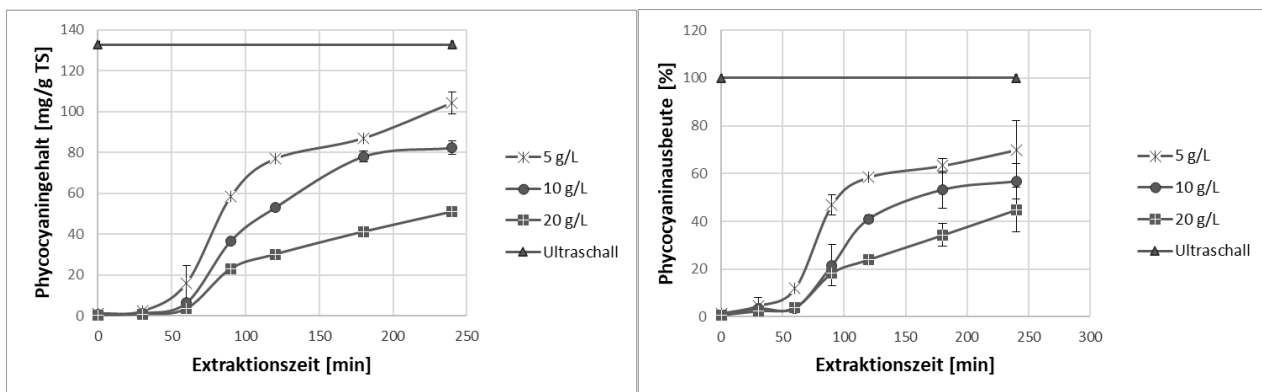 Phycocyaningehalt [mg/g TS]
140
120
100
80
60
40
20
0
0 50 100 150 200 250
Extraktionszeit [min]
5 g/L
10 g/L
20 g/L
Ultraschall
Phycocyaninausbeute [%]
120
100
80
60
40
20
0
0 50 100 150 200 250 300
Extraktionszeit [min]
5 g/L
10 g/L
20 g/L
Ultraschall